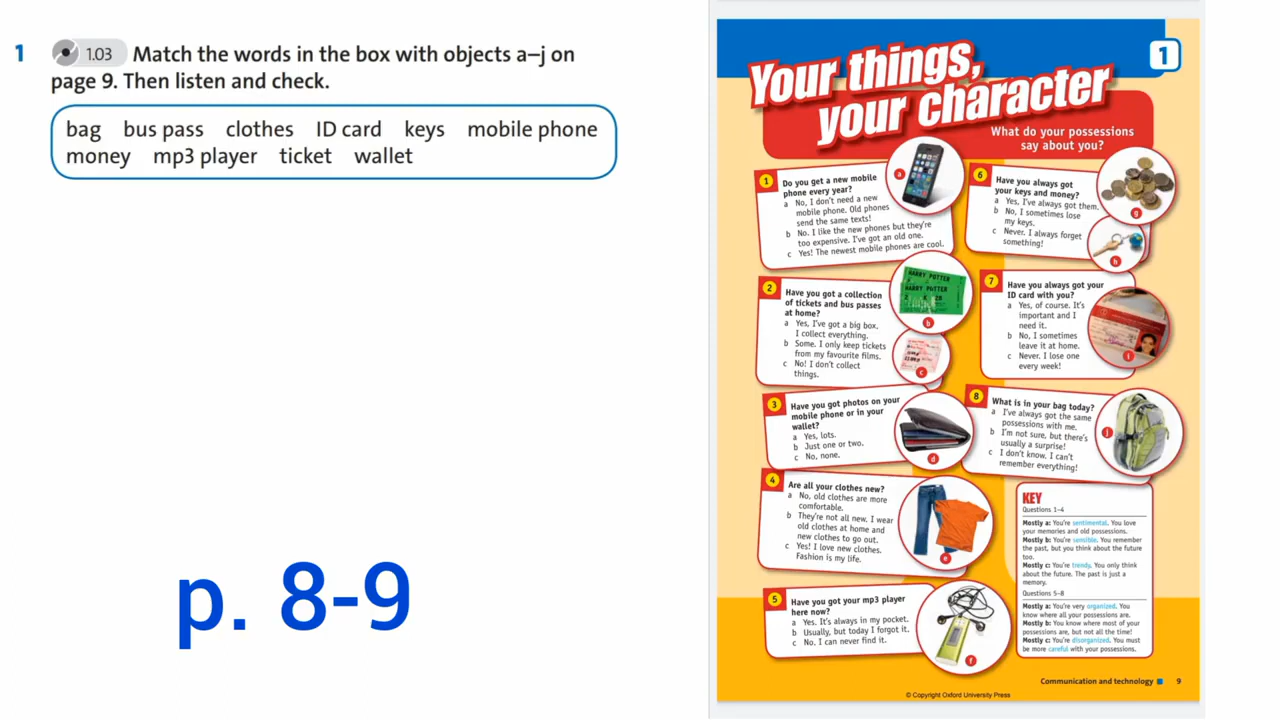 1 1.03 Match the words in the box with objects a–j on
page 9. Then listen and check.
bag bus pass clothes ID card keys mobile phone
money mp3 player ticket wallet
p. 8-9
1
Your things,
your character
What do your possessions
say about you?
1 Do you get a new mobile
phone every year?
a No, I don't need a new
mobile phone. Old phones
send the same texts!
b No. I like the new phones but they're
too expensive. I've got an old one.
c Yes! The newest mobile phones are cool.
a
2 Have you got a collection
of tickets and bus passes
at home?
a Yes, I've got a big box.
I collect everything.
b Some. I only keep tickets
from my favourite films.
c No! I don't collect
things.
HARRY POTTER
HARRY POTTER
b
c
3 Have you got photos on your
mobile phone or in your
wallet?
a Yes, lots.
b Just one or two.
c No, none.
d
4 Are all your clothes new?
a No, old clothes are more
comfortable.
b They're not all new. I wear
old clothes at home and
new clothes to go out.
c Yes! I love new clothes.
Fashion is my life.
e
5 Have you got your mp3 player
here now?
a Yes. It's always in my pocket.
b Usually, but today I forgot it.
c No. I can never find it.
f
6 Have you always got
your keys and money?
a Yes, I've always got them.
b No, I sometimes lose
my keys.
c Never. I always forget
something!
g
h
7 Have you always got your
ID card with you?
a Yes, of course. It's
important and I
need it.
b No, I sometimes
leave it at home.
c Never. I lose one
every week!
i
8 What is in your bag today?
a I've always got the same
possessions with me.
b I'm not sure, but there's
usually a surprise!
c I don't know. I can't
remember everything!
j
KEY
Questions 1–4
Mostly a: You're sentimental. You love
your memories and old possessions.
Mostly b: You're sensible. You remember
the past, but you think about the future
too.
Mostly c: You're trendy. You only think
about the future. The past is just a
memory.
Questions 5–8
Mostly a: You're very organized. You
know where all your possessions are.
Mostly b: You know where most of your
possessions are, but not all the time!
Mostly c: You're disorganized. You must
be more careful with your possessions.
Communication and technology 9
© Copyright Oxford University Press